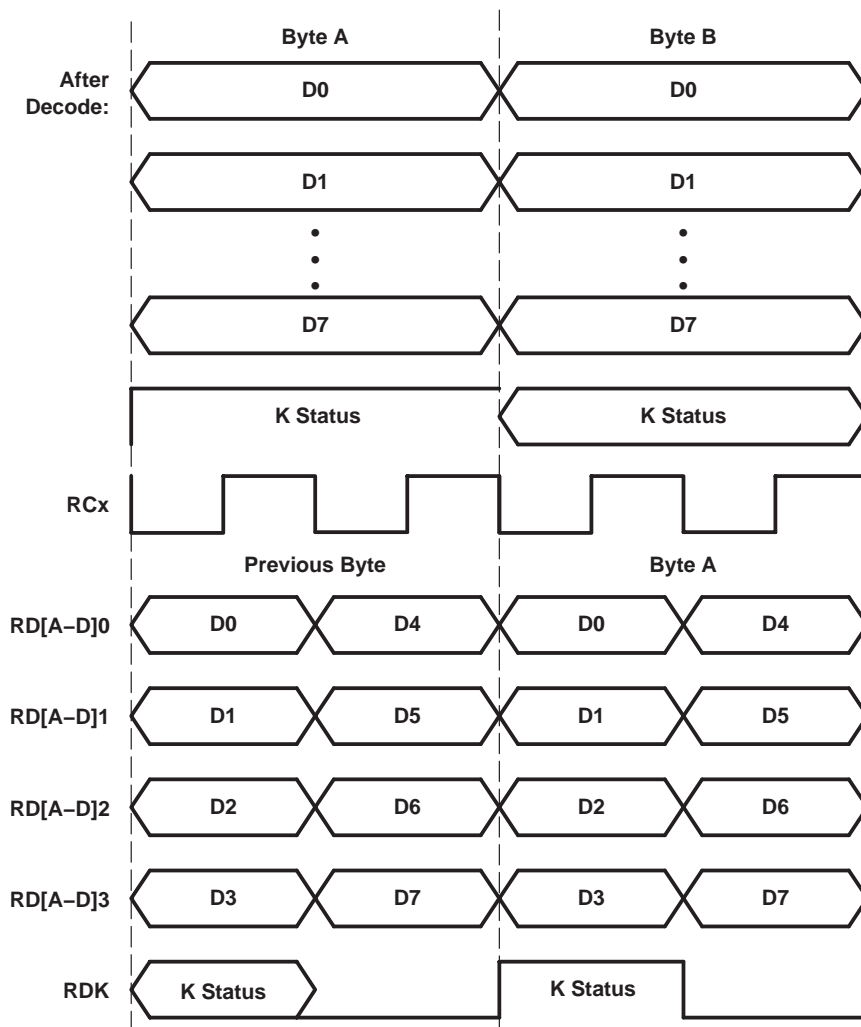 Byte A Byte B
After
Decode:
D0 D0
D1 D1
D7 D7
K Status K Status
RCx
Previous Byte Byte A
RD[A−D]0 D0 D4 D0 D4
RD[A−D]1 D1 D5 D1 D5
RD[A−D]2 D2 D6 D2 D6
RD[A−D]3 D3 D7 D3 D7
RDK K Status K Status